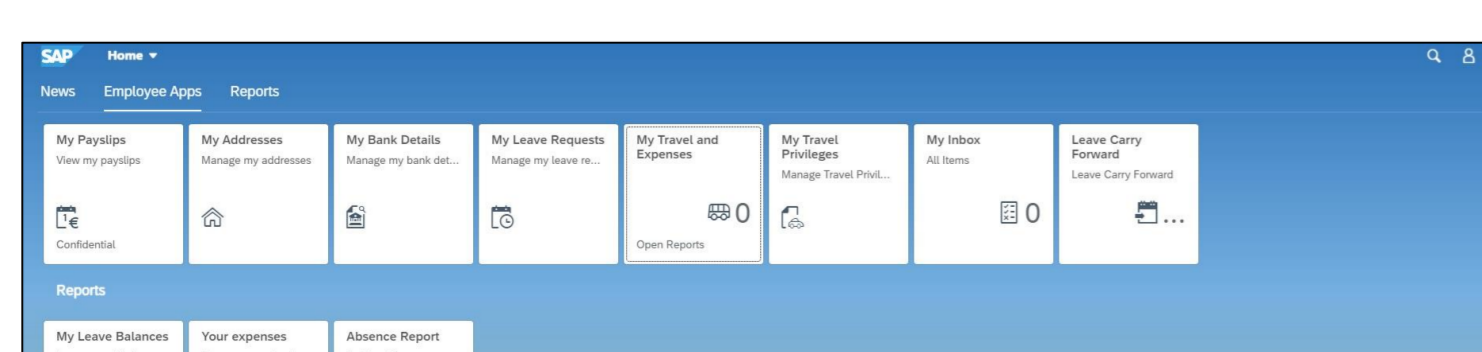 SAP Home
News Employee Apps Reports
My Payslips
View my payslips
1 €
Confidential
My Addresses
Manage my addresses
My Bank Details
Manage my bank det...
My Leave Requests
Manage my leave re...
My Travel and
Expenses
0
Open Reports
My Travel
Privileges
Manage Travel Privil...
My Inbox
All Items
0
Leave Carry
Forward
Leave Carry Forward
...
Reports
My Leave Balances
Your expenses
Absence Report